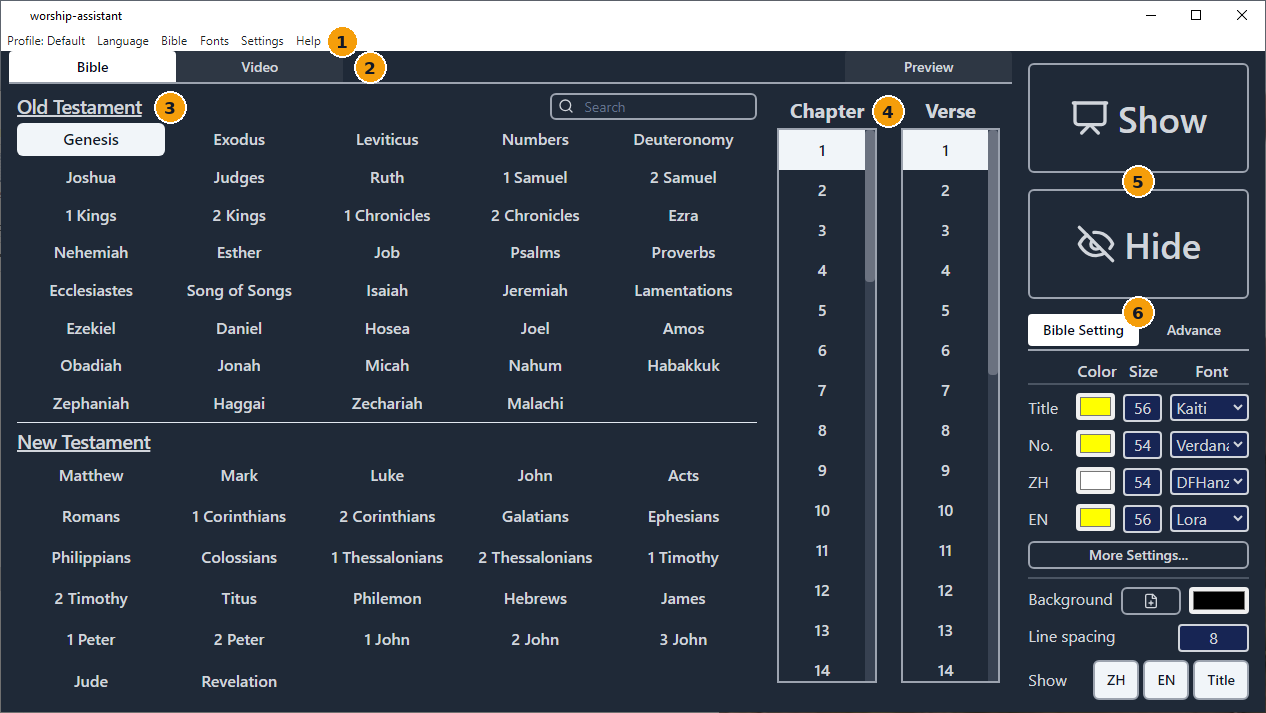 worship-assistant
Profile: Default Language Bible Fonts Settings Help 1
Bible Video 2 Preview
Old Testament 3 Search
Genesis Exodus Leviticus Numbers Deuteronomy
Joshua Judges Ruth 1 Samuel 2 Samuel
1 Kings 2 Kings 1 Chronicles 2 Chronicles Ezra
Nehemiah Esther Job Psalms Proverbs
Ecclesiastes Song of Songs Isaiah Jeremiah Lamentations
Ezekiel Daniel Hosea Joel Amos
Obadiah Jonah Micah Nahum Habakkuk
Zephaniah Haggai Zechariah Malachi
New Testament
Matthew Mark Luke John Acts
Romans 1 Corinthians 2 Corinthians Galatians Ephesians
Philippians Colossians 1 Thessalonians 2 Thessalonians 1 Timothy
2 Timothy Titus Philemon Hebrews James
1 Peter 2 Peter 1 John 2 John 3 John
Jude Revelation
Chapter 4 Verse
1 1
2 2
3 3
4 4
5 5
6 6
7 7
8 8
9 9
10 10
11 11
12 12
13 13
14 14
Show
5
Hide
6
Bible Setting Advance
Color Size Font
Title 56 Kaiti
No. 54 Verdana
ZH 54 DFHanz
EN 56 Lora
More Settings...
Background
Line spacing 8
Show ZH EN Title